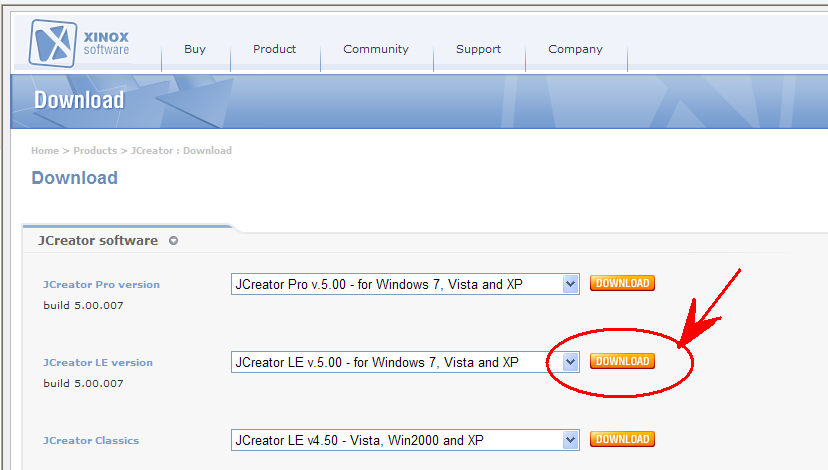 XINOX
software
Buy Product Community Support Company
Download
Home > Products > JCreator : Download
Download
JCreator software
JCreator Pro version JCreator Pro v.5.00 - for Windows 7, Vista and XP DOWNLOAD
build 5.00.007
JCreator LE version JCreator LE v.5.00 - for Windows 7, Vista and XP DOWNLOAD
build 5.00.007
JCreator Classics JCreator LE v4.50 - Vista, Win2000 and XP DOWNLOAD